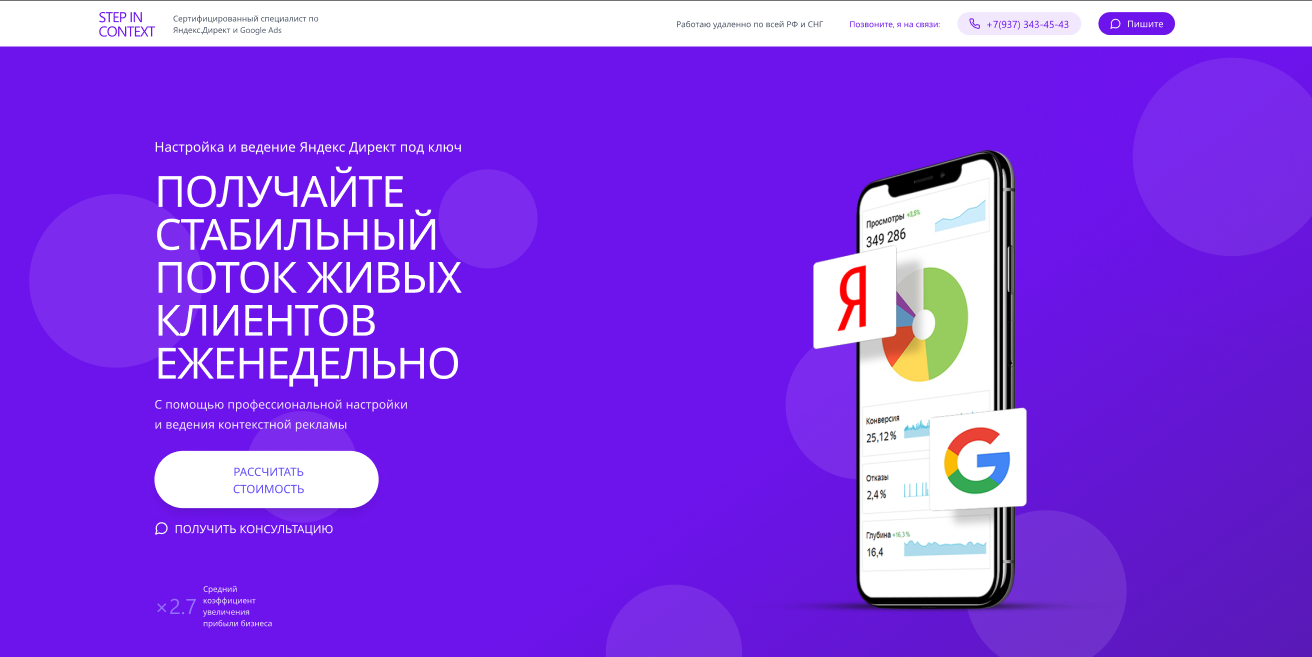 STEP IN
CONTEXT
Сертифицированный специалист по
Яндекс.Директ и Google Ads
Работаю удаленно по всей РФ и СНГ
Позвоните, я на связи:
+7(937) 343-45-43
Пишите
Настройка и ведение Яндекс Директ под ключ
ПОЛУЧАЙТЕ
СТАБИЛЬНЫЙ
ПОТОК ЖИВЫХ
КЛИЕНТОВ
ЕЖЕНЕДЕЛЬНО
С помощью профессиональной настройки
и ведения контекстной рекламы
РАССЧИТАТЬ
СТОИМОСТЬ
ПОЛУЧИТЬ КОНСУЛЬТАЦИЮ
×2.7
Средний
коэффициент
увеличения
прибыли бизнеса
Просмотры +3,6%
349 286
Я
Конверсия
25,12 %
G
Отказы
2,4 %
Глубина +16,3 %
16,4